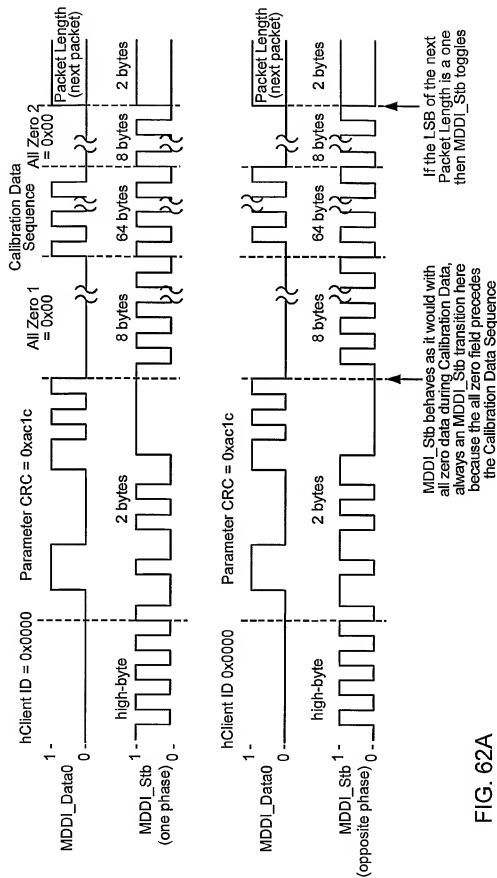 hClient ID = 0x0000
Parameter CRC = 0xac1c
All Zero 1
= 0x00
Calibration Data
Sequence
All Zero 2
= 0x00
1 -
MDDI_Data0
0 -
Packet Length
(next packet)
1 -
MDDI_Stb
(one phase)
0 -
high-byte
2 bytes
8 bytes
64 bytes
8 bytes
2 bytes
hClient ID 0x0000
Parameter CRC = 0xac1c
1 -
MDDI_Data0
0 -
Packet Length
(next packet)
1 -
MDDI_Stb
(opposite phase)
0 -
high-byte
2 bytes
8 bytes
64 bytes
8 bytes
2 bytes
MDDI_Stb behaves as it would with
all zero data during Calibration Data,
always an MDDI_Stb transition here
because the all zero field precedes
the Calibration Data Sequence
If the LSB of the next
Packet Length is a one
then MDDI_Stb toggles
FIG. 62A